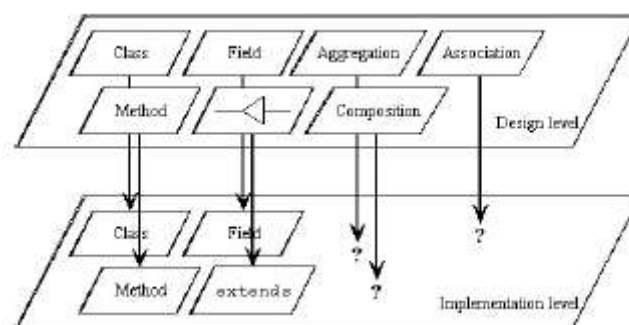 Class Field Aggregation Association
Method Composition
Design level
Class Field
?
?
?
Method extends
Implementation level